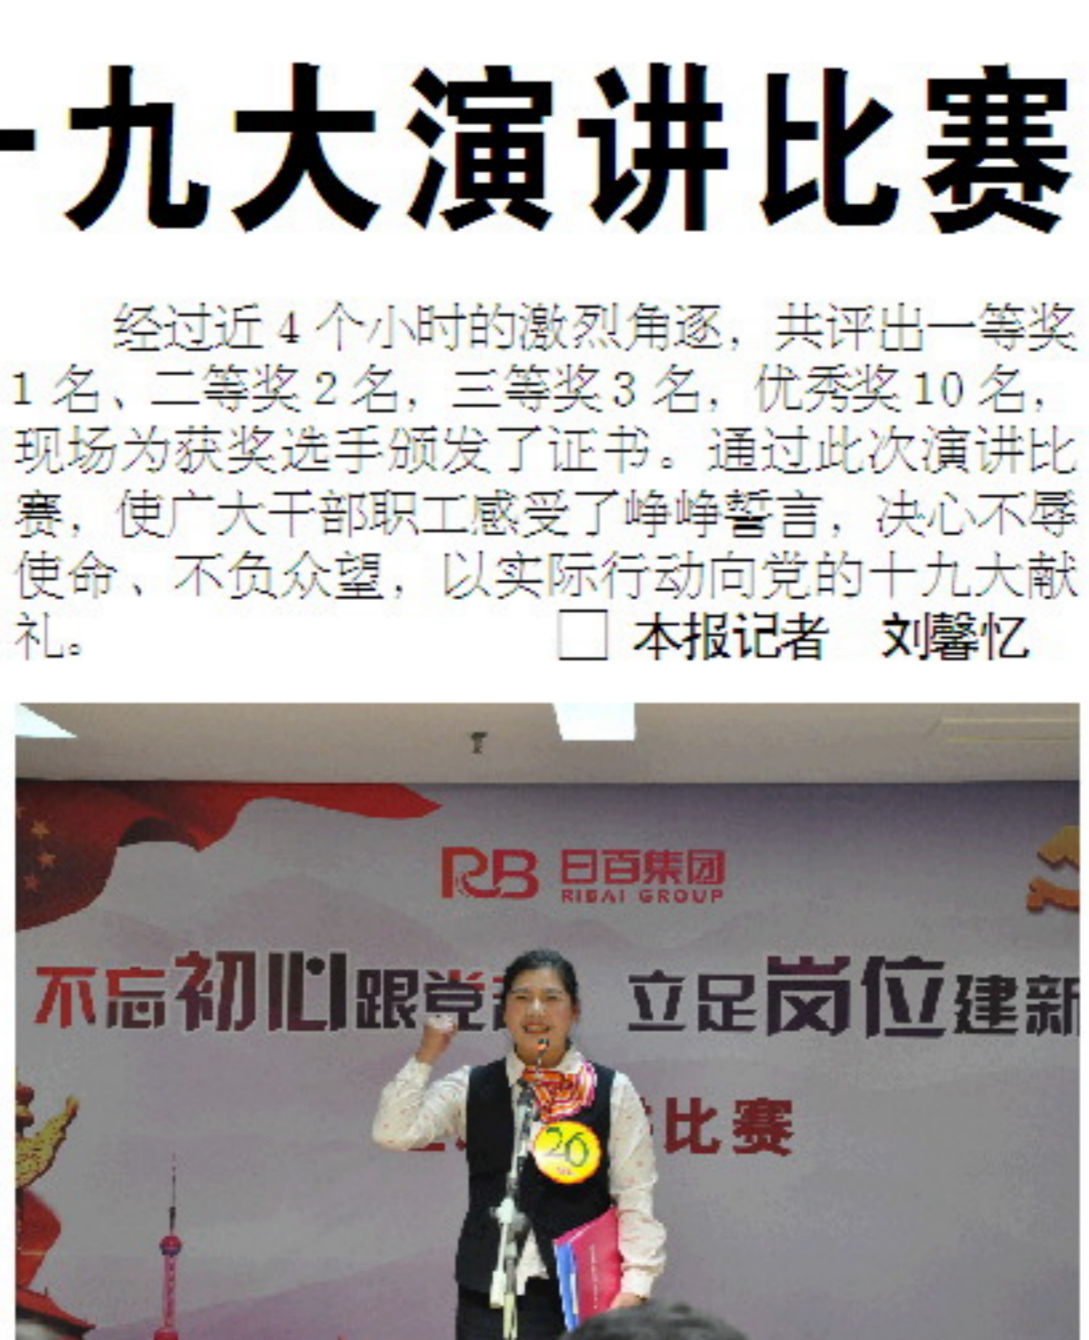 十九大演讲比赛
经过近4个小时的激烈角逐，共评出一等奖
1名、二等奖2名，三等奖3名，优秀奖10名，
现场为获奖选手颁发了证书。通过此次演讲比
赛，使广大干部职工感受了峥峥誓言，决心不辱
使命、不负众望，以实际行动向党的十九大献
礼。 □ 本报记者 刘馨忆
RB 日百集团
RIBAI GROUP
不忘初心跟党 立足岗位建新
比赛
26